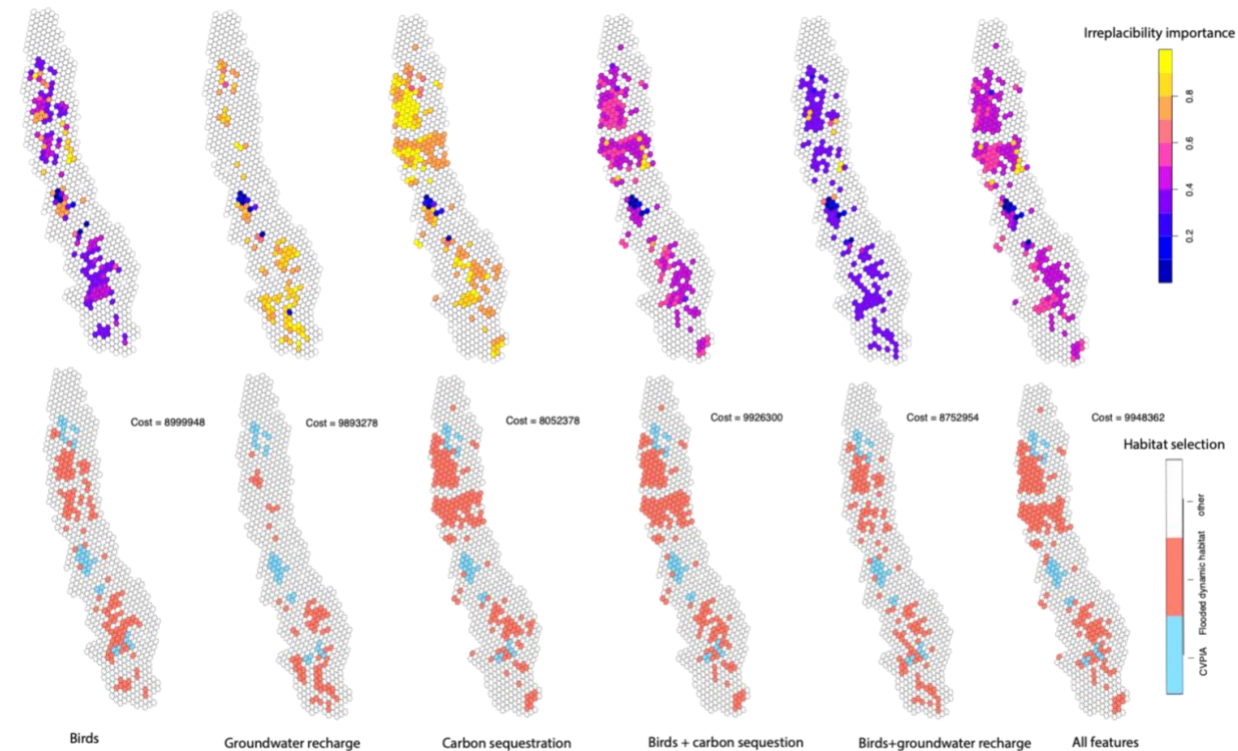 Irreplacibility importance
0.8
0.6
0.4
0.2
Cost = 8999948
Cost = 9893278
Cost = 8052378
Cost = 9926300
Cost = 8752954
Cost = 9948362
Habitat selection
other
Flooded dynamic habitat
CVPIA
Birds
Groundwater recharge
Carbon sequestration
Birds + carbon sequestion
Birds+groundwater recharge
All features